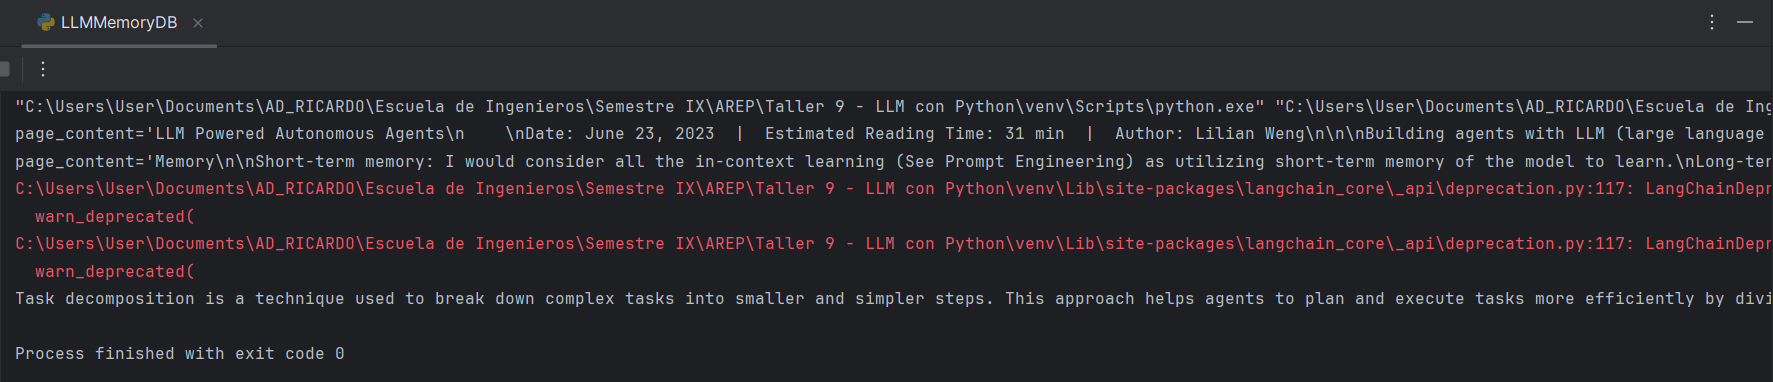 LLMMemoryDB
"C:\Users\User\Documents\AD_RICARDO\Escuela de Ingenieros\Semestre IX\AREP\Taller 9 - LLM con Python\venv\Scripts\python.exe" "C:\Users\User\Documents\AD_RICARDO\Escuela de Ing
page_content='LLM Powered Autonomous Agents\n    \nDate: June 23, 2023  |  Estimated Reading Time: 31 min  |  Author: Lilian Weng\n\n\nBuilding agents with LLM (large language
page_content='Memory\n\nShort-term memory: I would consider all the in-context learning (See Prompt Engineering) as utilizing short-term memory of the model to learn.\nLong-ter
C:\Users\User\Documents\AD_RICARDO\Escuela de Ingenieros\Semestre IX\AREP\Taller 9 - LLM con Python\venv\Lib\site-packages\langchain_core\_api\deprecation.py:117: LangChainDepr
  warn_deprecated(
C:\Users\User\Documents\AD_RICARDO\Escuela de Ingenieros\Semestre IX\AREP\Taller 9 - LLM con Python\venv\Lib\site-packages\langchain_core\_api\deprecation.py:117: LangChainDepr
  warn_deprecated(
Task decomposition is a technique used to break down complex tasks into smaller and simpler steps. This approach helps agents to plan and execute tasks more efficiently by divi
Process finished with exit code 0